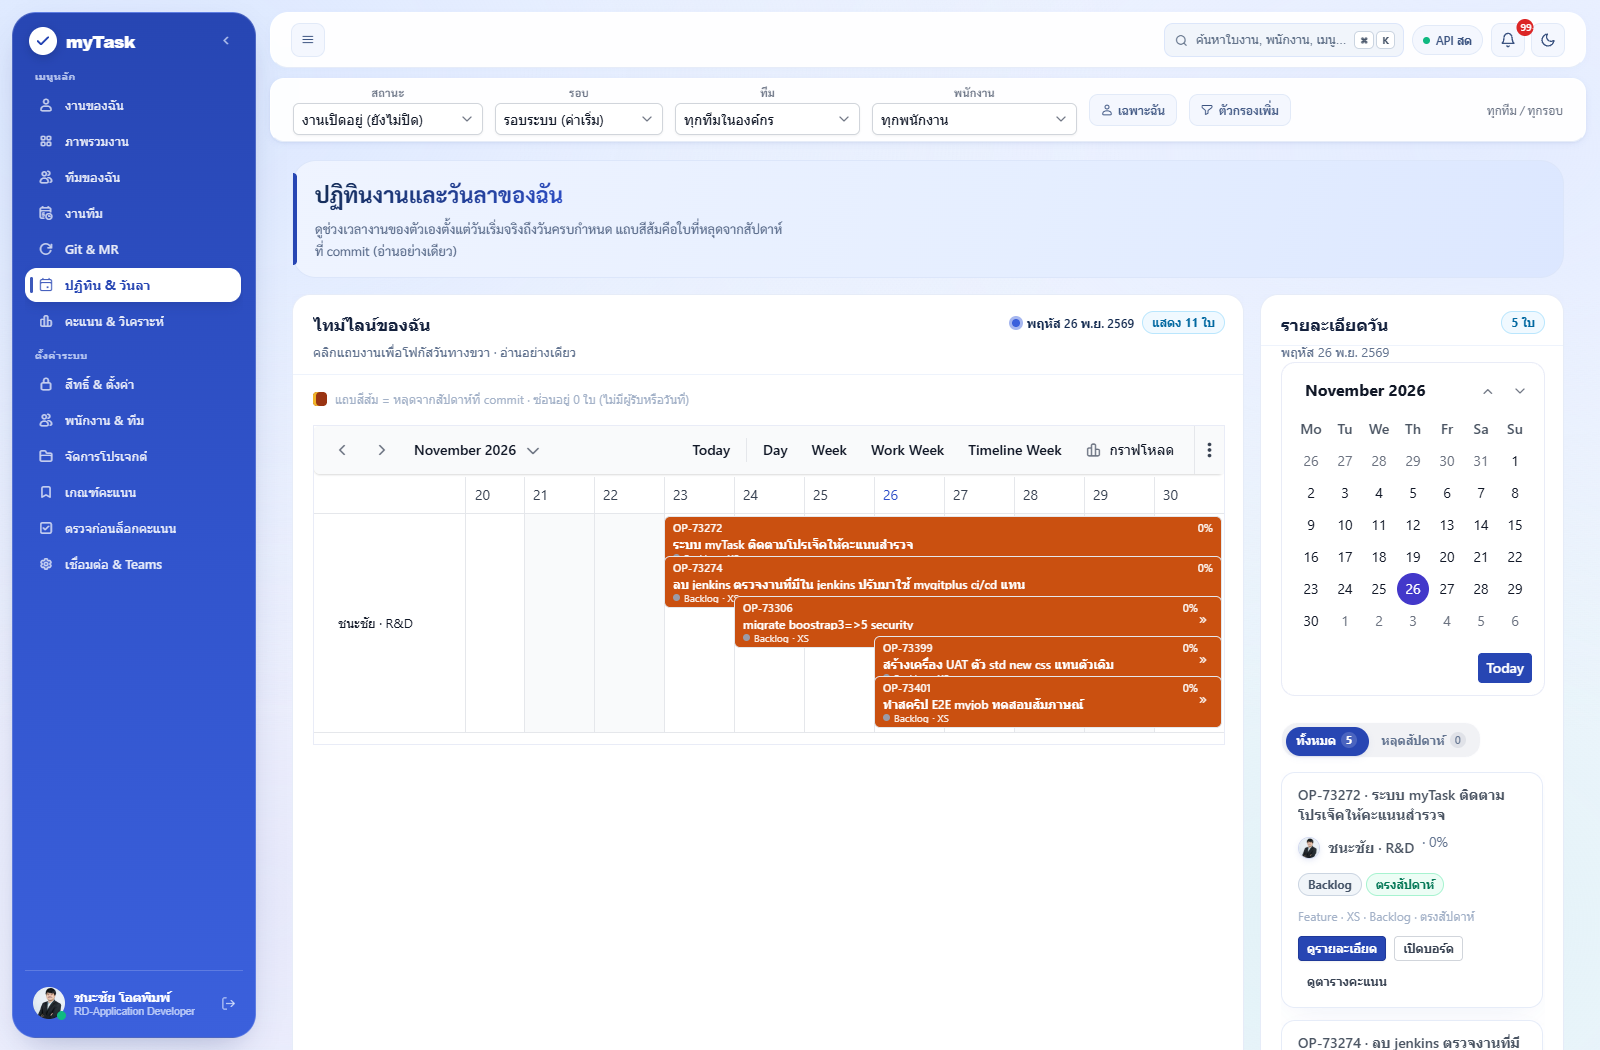 myTask
เมนูหลัก
งานของฉัน
ภาพรวมงาน
ทีมของฉัน
งานทีม
Git & MR
ปฏิทิน & วันลา
คะแนน & วิเคราะห์
ตั้งค่าระบบ
สิทธิ์ & ตั้งค่า
พนักงาน & ทีม
จัดการโปรเจกต์
เกณฑ์คะแนน
ตรวจก่อนล็อกคะแนน
เชื่อมต่อ & Teams
ชนะชัย โอดพิมพ์
RD-Application Developer
ค้นหาใบงาน, พนักงาน, เมนู...
⌘ K
API สด
99
สถานะ
งานเปิดอยู่ (ยังไม่ปิด)
รอบ
รอบระบบ (ค่าเริ่ม)
ทีม
ทุกทีมในองค์กร
พนักงาน
ทุกพนักงาน
เฉพาะฉัน
ตัวกรองเพิ่ม
ทุกทีม / ทุกรอบ
ปฏิทินงานและวันลาของฉัน
ดูช่วงเวลางานของตัวเองตั้งแต่วันเริ่มจริงถึงวันครบกำหนด แถบสีส้มคือใบที่หลุดจากสัปดาห์
ที่ commit (อ่านอย่างเดียว)
ไทม์ไลน์ของฉัน
พฤหัส 26 พ.ย. 2569
แสดง 11 ใบ
คลิกแถบงานเพื่อโฟกัสวันทางขวา · อ่านอย่างเดียว
แถบสีส้ม = หลุดจากสัปดาห์ที่ commit · ซ่อนอยู่ 0 ใบ (ไม่มีผู้รับหรือวันที่)
November 2026
Today
Day
Week
Work Week
Timeline Week
กราฟโหลด
20 21 22 23 24 25 26 27 28 29 30
ชนะชัย · R&D
OP-73272 0%
ระบบ myTask ติดตามโปรเจ็คให้คะแนนสำรวจ
OP-73274 0%
ลบ jenkins ตรวจงานที่มีใน jenkins ปรับมาใช้ mygitplus ci/cd แทน
Backlog · XS
OP-73306 0%
migrate boostrap3=>5 security
»
Backlog · XS
OP-73399 0%
สร้างเครื่อง UAT ตัว std new css แทนตัวเดิม
»
OP-73401 0%
ทำสคริป E2E myjob ทดสอบสัมภาษณ์
»
Backlog · XS
รายละเอียดวัน
5 ใบ
พฤหัส 26 พ.ย. 2569
November 2026
Mo Tu We Th Fr Sa Su
26 27 28 29 30 31 1
2 3 4 5 6 7 8
9 10 11 12 13 14 15
16 17 18 19 20 21 22
23 24 25 26 27 28 29
30 1 2 3 4 5 6
Today
ทั้งหมด 5
หลุดสัปดาห์ 0
OP-73272 · ระบบ myTask ติดตาม
โปรเจ็คให้คะแนนสำรวจ
ชนะชัย · R&D · 0%
Backlog
ตรงสัปดาห์
Feature · XS · Backlog · ตรงสัปดาห์
ดูรายละเอียด
เปิดบอร์ด
ดูตารางคะแนน
OP-73274 · ลบ jenkins ตรวจงานที่มี